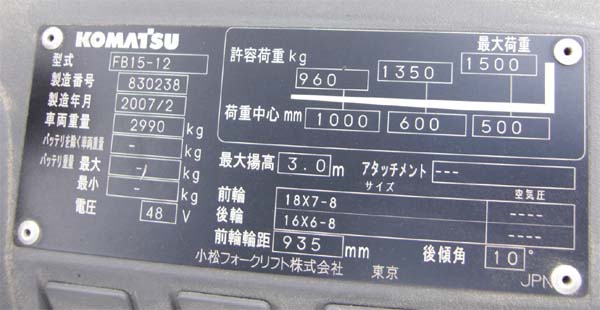 KOMATSU
型式 FB15-12
製造番号 830238
製造年月 2007/2
車両重量 2990 kg
バッテリを除く車両重量 - kg
バッテリ重量 最大 - kg
最小 - kg
電圧 48 V
許容荷重 kg 960 1350 最大荷重 1500
荷重中心 mm 1000 600 500
最大揚高 3.0 m アタッチメント ---
サイズ 空気圧
前輪 18X7-8 ----
後輪 16X6-8 ----
前輪輪距 935 mm 後傾角 10°
小松フォークリフト株式会社 東京 JPN